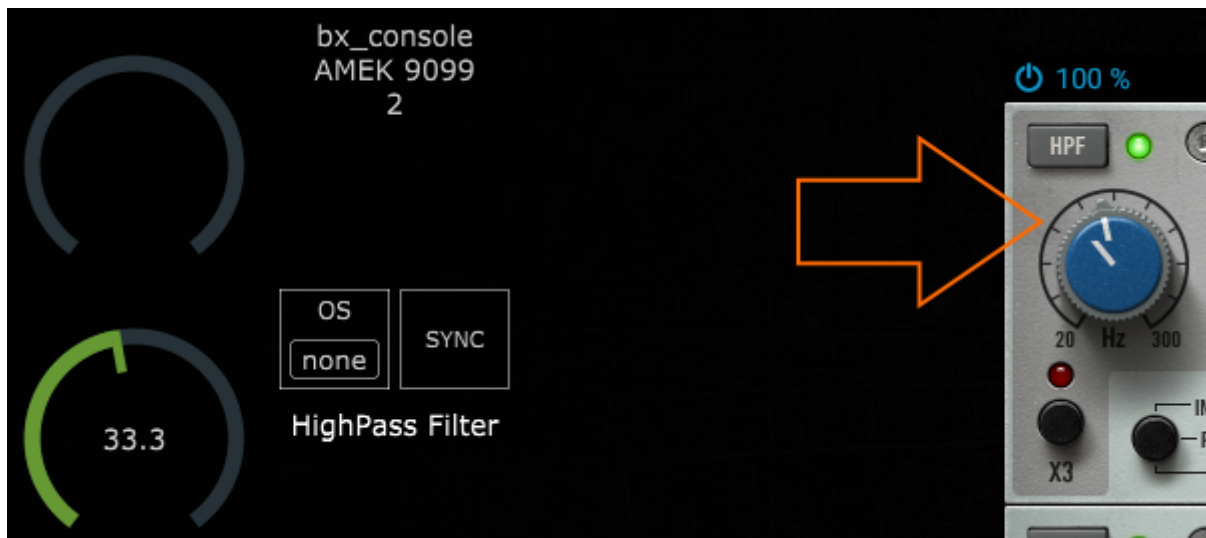 bx_console
AMEK 9099
2
100 %
HPF
OS
none
SYNC
20 Hz 300
HighPass Filter
33.3
X3